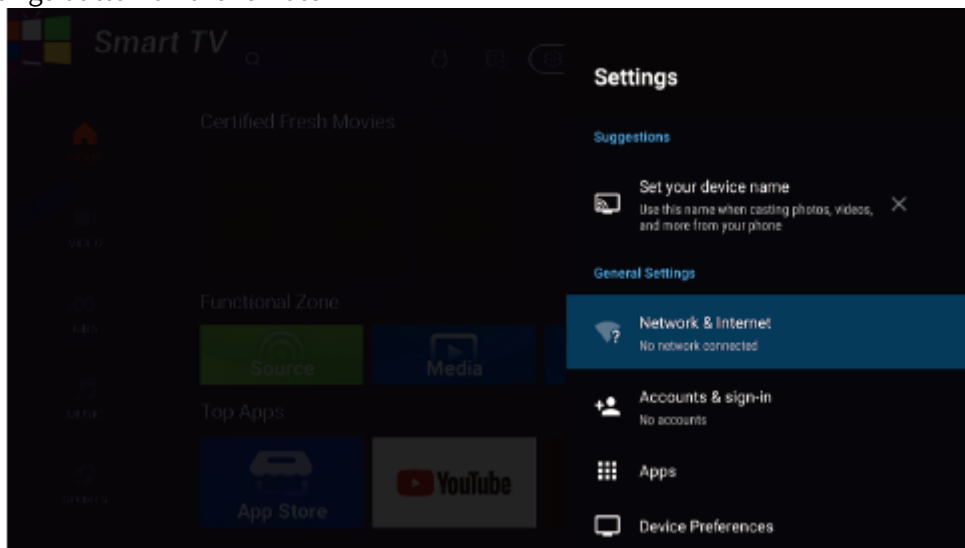 Smart TV
Certified Fresh Movies
Functional Zone
Source
Media
Top Apps
App Store
YouTube
Settings
Suggestions
Set your device name
Use this name when casting photos, videos,
and more from your phone
General Settings
Network & Internet
No network connected
Accounts & sign-in
No accounts
Apps
Device Preferences